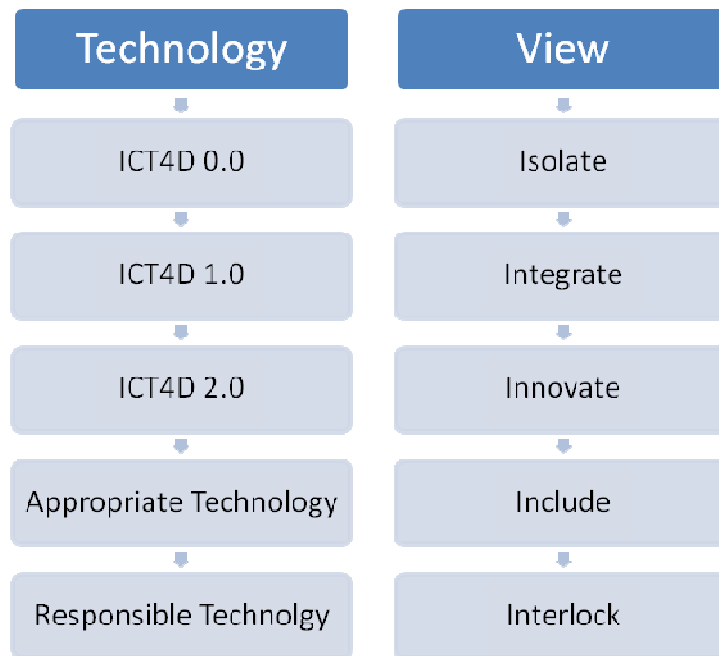 Technology
View
ICT4D 0.0
Isolate
ICT4D 1.0
Integrate
ICT4D 2.0
Innovate
Appropriate Technology
Include
Responsible Technolgy
Interlock